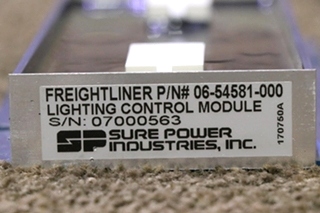 FREIGHTLINER P/N# 06-54581-000
LIGHTING CONTROL MODULE
S/N: 07000563
SP SURE POWER
INDUSTRIES, INC.
170750A